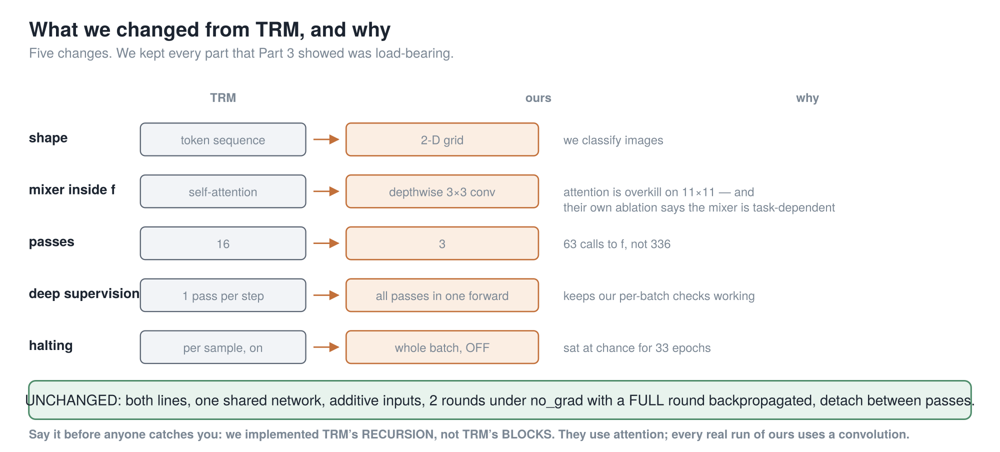 What we changed from TRM, and why
Five changes. We kept every part that Part 3 showed was load-bearing.
TRM ours why
shape token sequence 2-D grid we classify images
mixer inside f self-attention depthwise 3×3 conv attention is overkill on 11×11 — and
their own ablation says the mixer is task-dependent
passes 16 3 63 calls to f, not 336
deep supervision 1 pass per step all passes in one forward keeps our per-batch checks working
halting per sample, on whole batch, OFF sat at chance for 33 epochs
UNCHANGED: both lines, one shared network, additive inputs, 2 rounds under no_grad with a FULL round backpropagated, detach between passes.
Say it before anyone catches you: we implemented TRM’s RECURSION, not TRM’s BLOCKS. They use attention; every real run of ours uses a convolution.